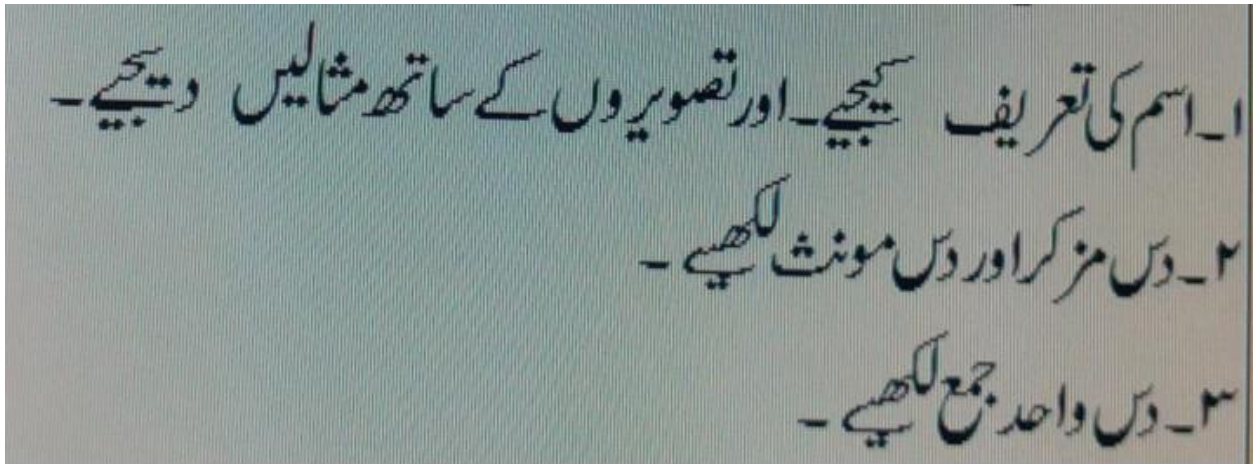 ۱۔اسم کی تعریف کیجیے۔اور تصویروں کے ساتھ مثالیں دیجیے۔
۲۔دس مزکر اور دس مونث لکھیے۔
۳۔دس واحد جمع لکھیے۔